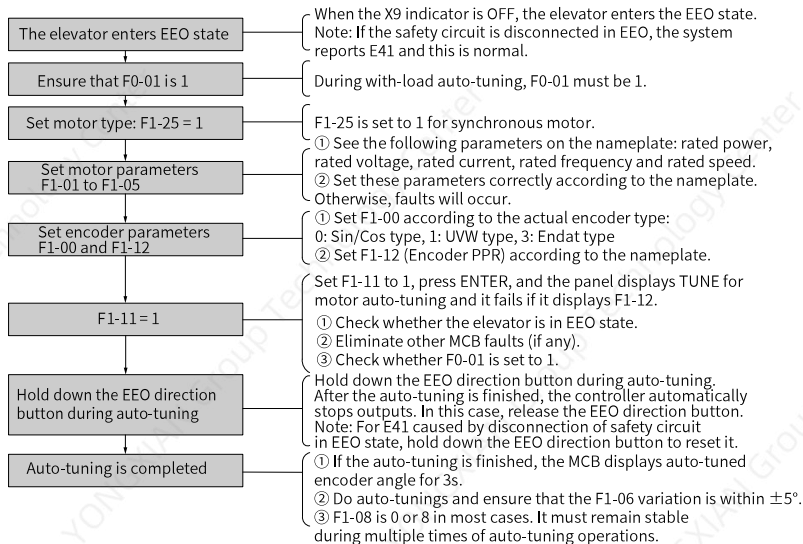 The elevator enters EEO state
When the X9 indicator is OFF, the elevator enters the EEO state.
Note: If the safety circuit is disconnected in EEO, the system
reports E41 and this is normal.
Ensure that F0-01 is 1
During with-load auto-tuning, F0-01 must be 1.
Set motor type: F1-25 = 1
F1-25 is set to 1 for synchronous motor.
Set motor parameters
F1-01 to F1-05
① See the following parameters on the nameplate: rated power,
rated voltage, rated current, rated frequency and rated speed.
② Set these parameters correctly according to the nameplate.
Otherwise, faults will occur.
Set encoder parameters
F1-00 and F1-12
① Set F1-00 according to the actual encoder type:
0: Sin/Cos type, 1: UVW type, 3: Endat type
② Set F1-12 (Encoder PPR) according to the nameplate.
F1-11 = 1
Set F1-11 to 1, press ENTER, and the panel displays TUNE for
motor auto-tuning and it fails if it displays F1-12.
① Check whether the elevator is in EEO state.
② Eliminate other MCB faults (if any).
③ Check whether F0-01 is set to 1.
Hold down the EEO direction
button during auto-tuning
Hold down the EEO direction button during auto-tuning.
After the auto-tuning is finished, the controller automatically
stops outputs. In this case, release the EEO direction button.
Note: For E41 caused by disconnection of safety circuit
in EEO state, hold down the EEO direction button to reset it.
Auto-tuning is completed
① If the auto-tuning is finished, the MCB displays auto-tuned
encoder angle for 3s.
② Do auto-tunings and ensure that the F1-06 variation is within ±5°.
③ F1-08 is 0 or 8 in most cases. It must remain stable
during multiple times of auto-tuning operations.